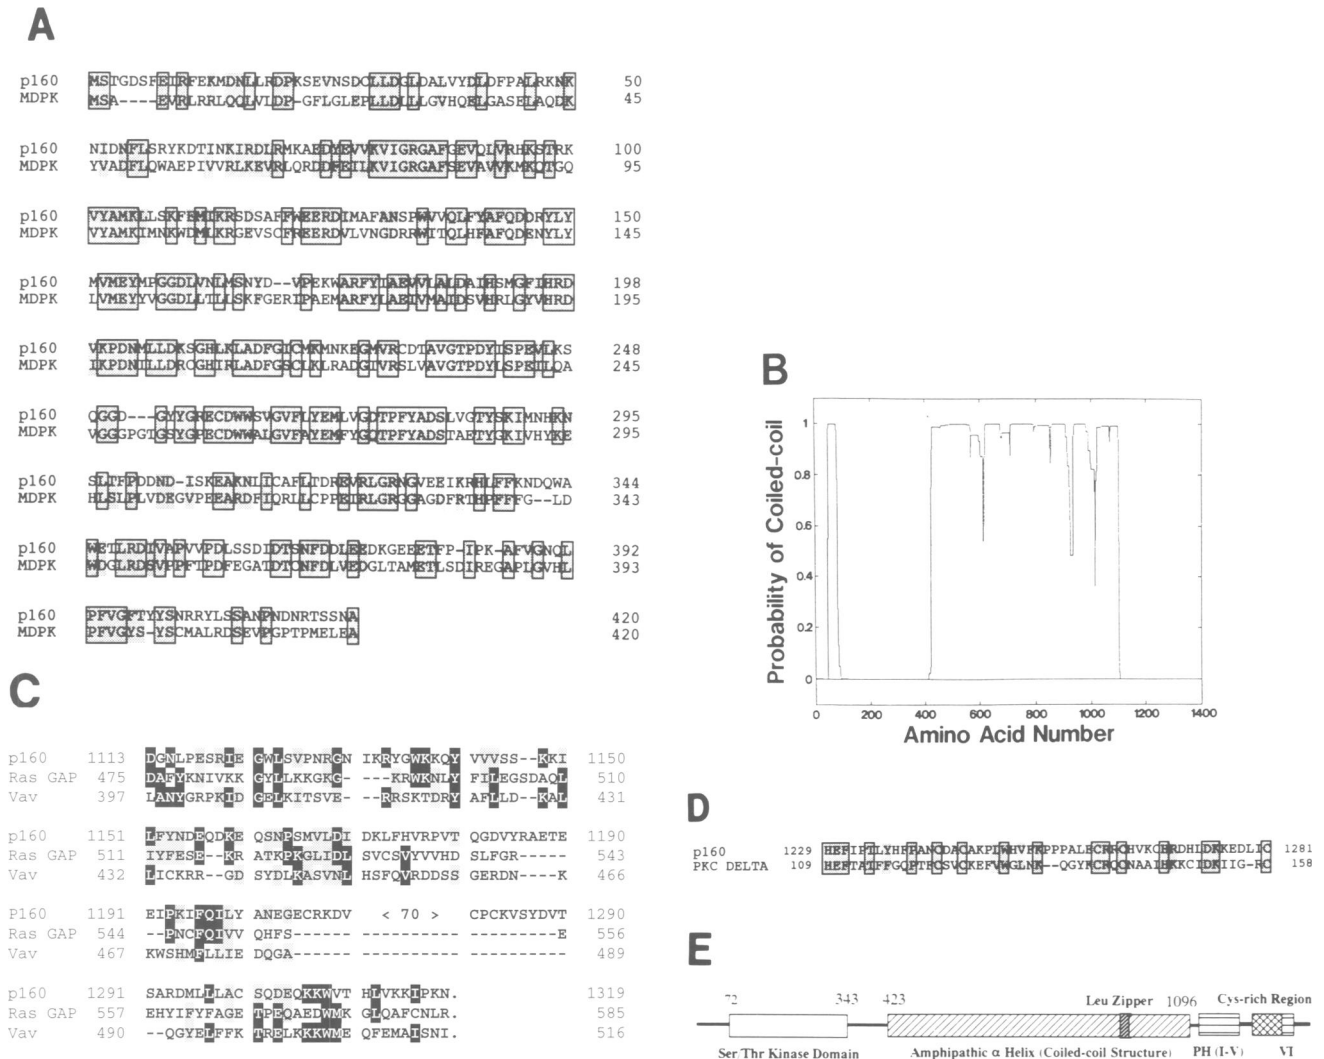 A
p160 MSTGDSFETRFEKMDNLLRDPKSEVNSDCLLDGLDALVYDLDFPALRKNK 50
MDPK MSA----EVRLRRLQQLVLDP-GFLGLEPLLDLLLGVHQELGASELAQDK 45
p160 NIDNFLSRYKDTINKIRDLRMKAEDYEVVKVIGRGAFGEVQLVRHKSTRK 100
MDPK YVADFLQWAEPIVVRLKEVRLQRDDFEILKVIGRGAFSEVAVVKMKQTGQ 95
p160 VYAMKLLSKFEMIKRSDSAFFWEERDIMAFANSPWVVQLFYAFQDDRYLY 150
MDPK VYAMKIMNKWDMLKRGEVSCFREERDVLVNGDRRWITQLHFAFQDENYLY 145
p160 MVMEYMPGGDLVNLMSNYD--VPEKWARFYTAEVVLALDAIHSMGFIHRD 198
MDPK LVMEYYVGGDLLTLLSKFGERIPAEMARFYLAEIVMAIDSVHRLGYVHRD 195
p160 VKPDNMLLDKSGHLKLADFGTCMKMNKEGMVRCDTAVGTPDYISPEVLKS 248
MDPK IKPDNILLDRCGHIRLADFGSCLKLRADGTVRSLVAVGTPDYLSPEILQA 245
p160 QGGD---GYYGRECDWWSVGVFLYEMLVGDTPFYADSLVGTYSKIMNHKN 295
MDPK VGGGPGTGSYGPECDWWALGVFAYEMFYGQTPFYADSTAETYGKIVHYKE 295
p160 SLTFPDDND-ISKEAKNLICAFLTDREVRLGRNGVEEIKRHLFFKNDQWA 344
MDPK HLSLPLVDEGVPEEARDFIQRLLCPPETRLGRGGAGDFRTHPFFFG--LD 343
p160 WETLRDTVAPVVPDLSSDIDTSNFDDLEEDKGEEETFP-IPK-AFVGNQL 392
MDPK WDGLRDSVPPFTPDFEGATDTCNFDLVEDGLTAMETLSDIREGAPLGVHL 393
p160 PFVGFTYYSNRRYLSSANPNDNRTSSNA 420
MDPK PFVGYS-YSCMALRDSEVPGPTPMELEA 420
B
Probability of Coiled-coil
1
0.8
0.6
0.4
0.2
0
0 200 400 600 800 1000 1200 1400
Amino Acid Number
C
p160 1113 DGNLPESRIE GWLSVPNRGN IKRYGWKKQY VVVSS--KKI 1150
Ras GAP 475 DAFYKNIVKK GYLLKKGKG- ---KRWKNLY FILEGSDAQL 510
Vav 397 LANYGRPKID GELKITSVE- -RRSKTDRYA AFLLD--KAL 431
p160 1151 LFYNDEQDKE QSNPSMVLDI DKLFHVRPVT QGDVYRAETE 1190
Ras GAP 511 IYFESE--KR ATKPKGLIDL SVCSVYVVHD SLFGR----- 543
Vav 432 LICKRR--GD SYDLKASVNL HSFQVRDDSS GERDN----K 466
P160 1191 EIPKIFQILY ANEGECRKDV < 70 > CPCKVSYDVT 1290
Ras GAP 544 --PNCFQIVV QHFS------ ---------- ---------E 556
Vav 467 KWSHMFLLIE DQGA------ ---------- ---------- 489
p160 1291 SARDMLLLAC SQDEQKKWVT HLVKKIPKN. 1319
Ras GAP 557 EHYIFYFAGE TPEQAEDWMK GLQAFCNLR. 585
Vav 490 --QGYELFFK TRELKKKWME QFEMAISNI. 516
D
p160 1229 HEFIPTLYHFPANCDACAKPLWHVFKPPPALECRRCHVKCHRDHLDKKEDLIC 1281
PKC DELTA 109 HEFTATFFGQPTFCSVCKEFVWGLNK---QGYKCRQCNAAIHKKCIDKIIG-RC 158
E
72 343 423 Leu Zipper 1096 Cys-rich Region
Ser/Thr Kinase Domain Amphipathic α Helix (Coiled-coil Structure) PH (I-V) VI